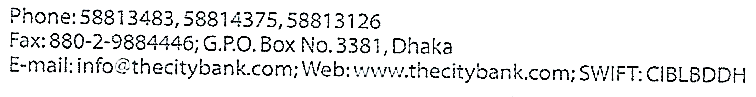 Phone: 58813483, 58814375, 58813126
Fax: 880-2-9884446; G.P.O. Box No. 3381, Dhaka
E-mail: info@thecitybank.com; Web: www.thecitybank.com; SWIFT: CIBLBDDH